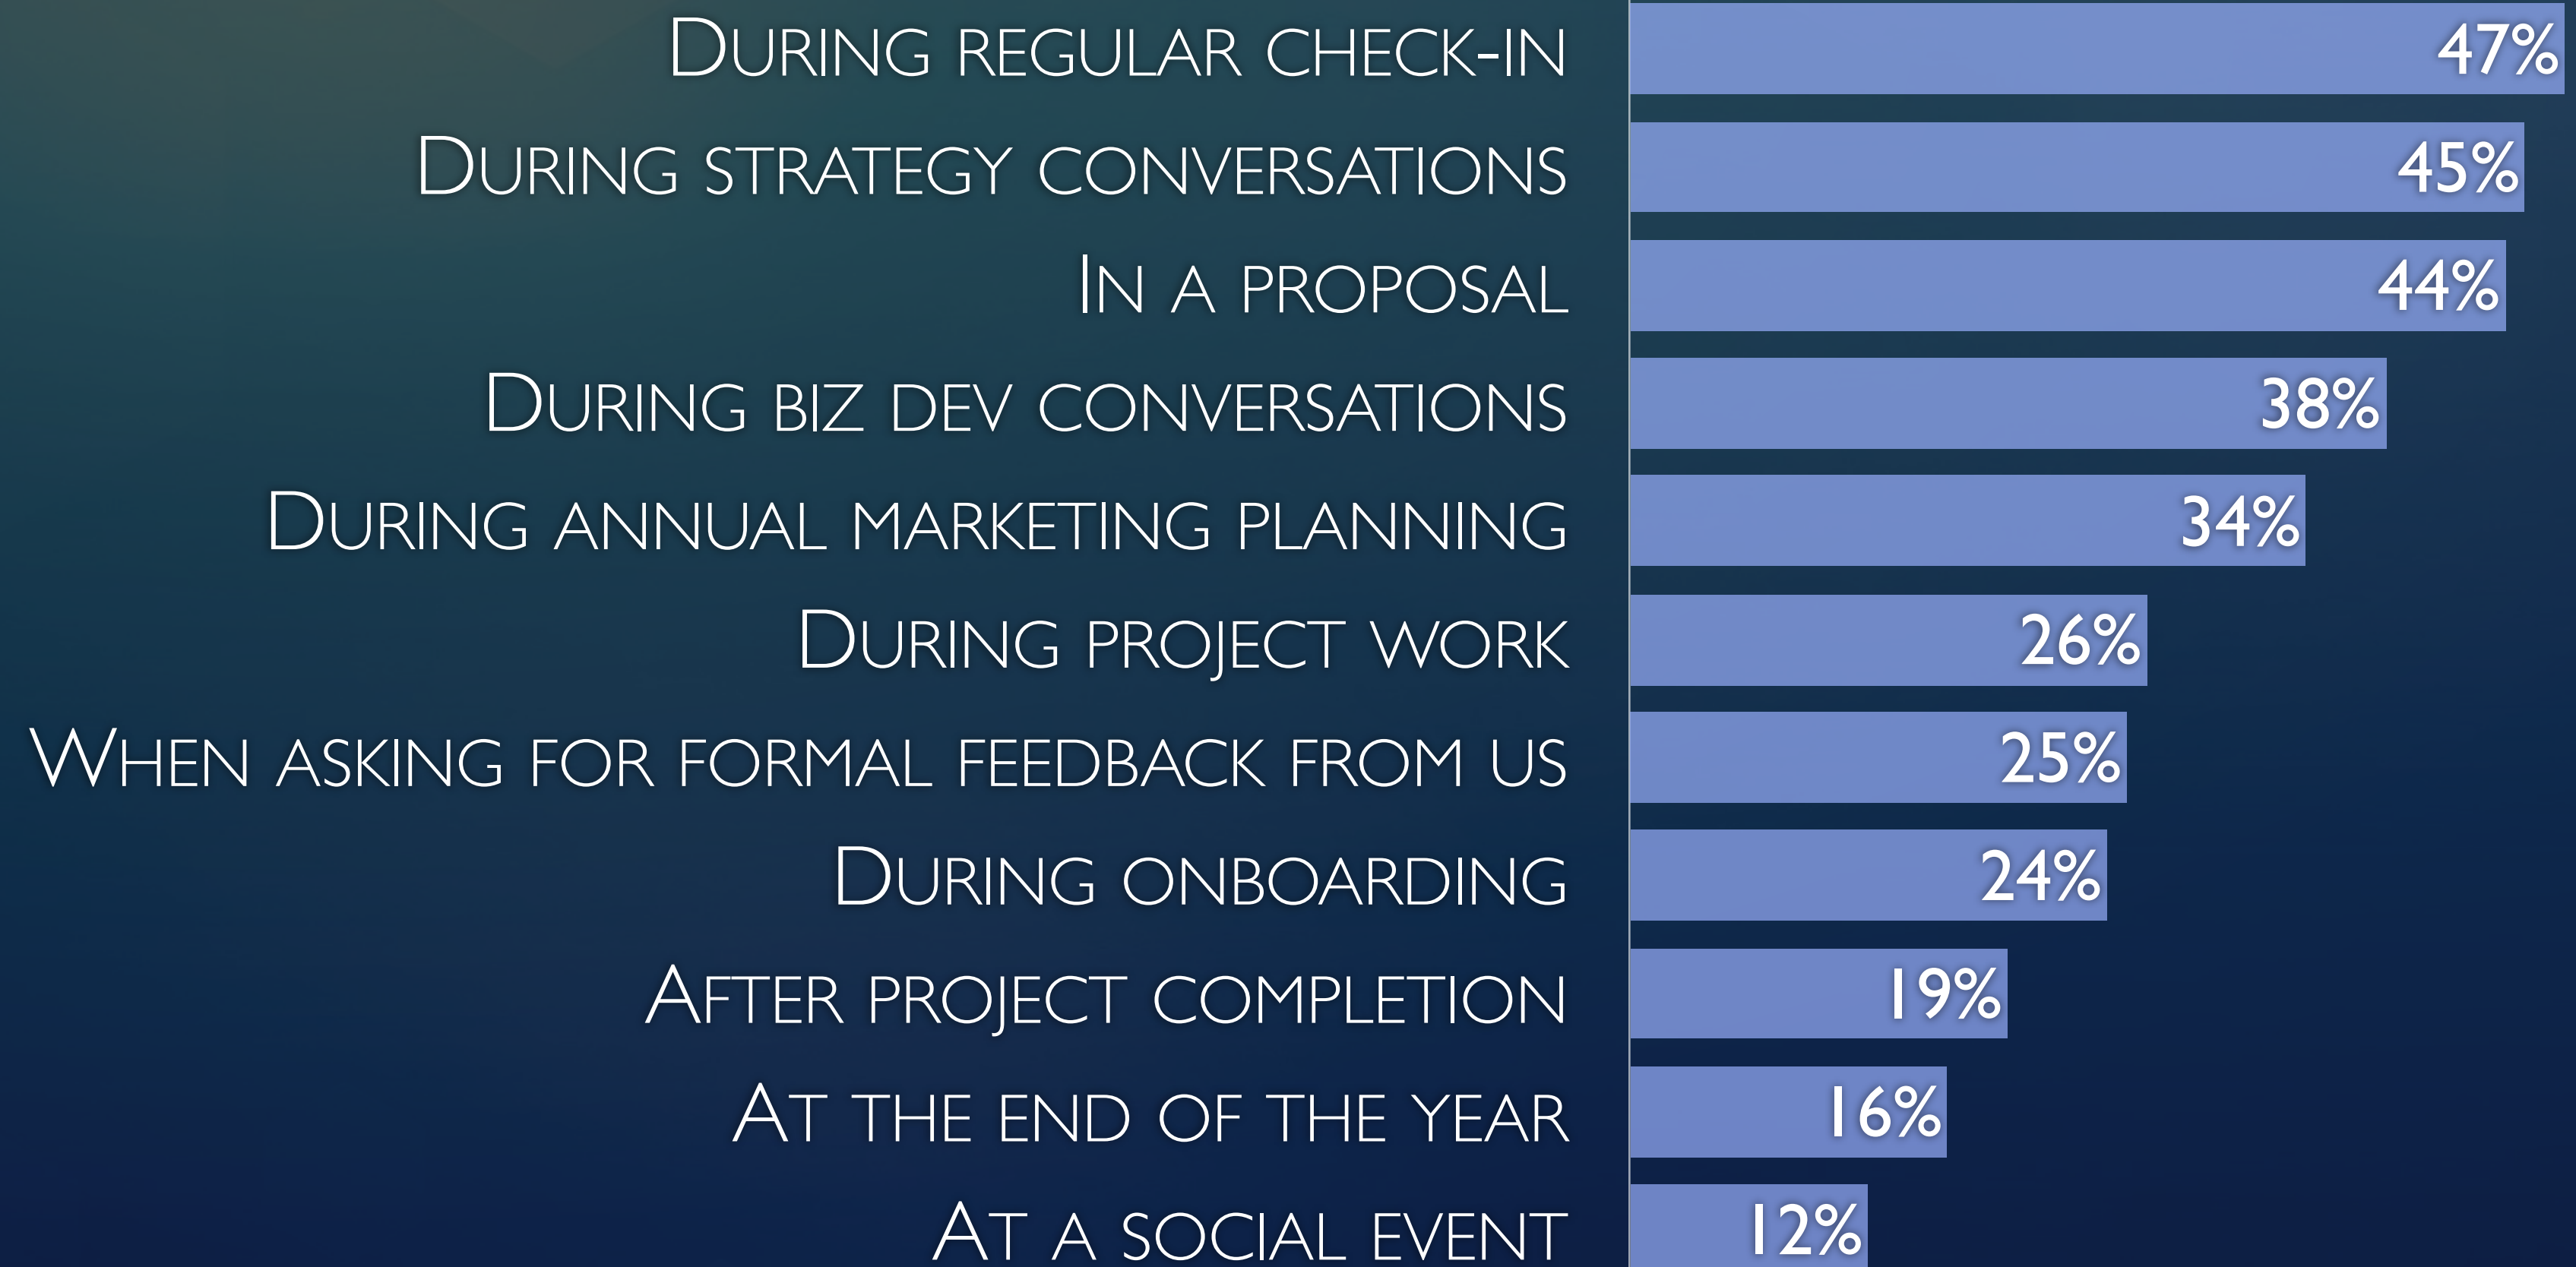 During regular check-in 47%
During strategy conversations 45%
In a proposal 44%
During biz dev conversations 38%
During annual marketing planning 34%
During project work 26%
When asking for formal feedback from us 25%
During onboarding 24%
After project completion 19%
At the end of the year 16%
At a social event 12%